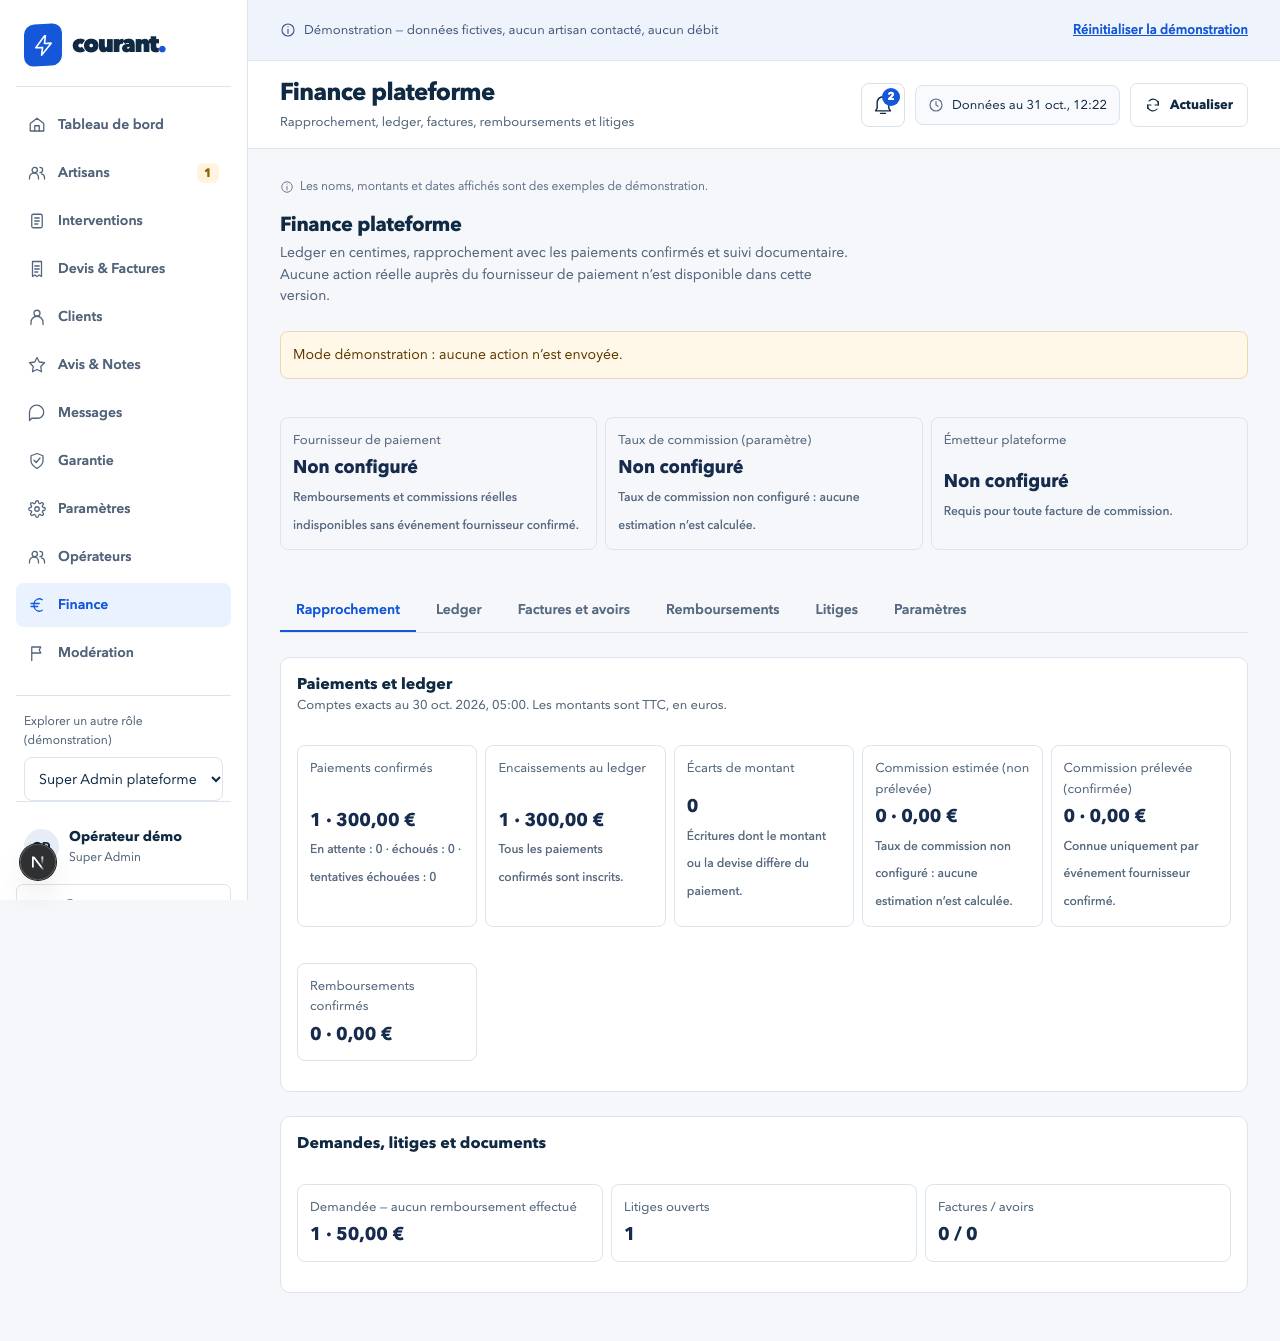 courant.
Tableau de bord
Artisans
1
Interventions
Devis & Factures
Clients
Avis & Notes
Messages
Garantie
Paramètres
Opérateurs
Finance
Modération
Explorer un autre rôle
(démonstration)
Super Admin plateforme
Opérateur démo
Super Admin
N
Démonstration – données fictives, aucun artisan contacté, aucun débit
Réinitialiser la démonstration
Finance plateforme
Rapprochement, ledger, factures, remboursements et litiges
2
Données au 31 oct., 12:22
Actualiser
Les noms, montants et dates affichés sont des exemples de démonstration.
Finance plateforme
Ledger en centimes, rapprochement avec les paiements confirmés et suivi documentaire.
Aucune action réelle auprès du fournisseur de paiement n’est disponible dans cette
version.
Mode démonstration : aucune action n’est envoyée.
Fournisseur de paiement
Non configuré
Remboursements et commissions réelles
indisponibles sans événement fournisseur confirmé.
Taux de commission (paramètre)
Non configuré
Taux de commission non configuré : aucune
estimation n’est calculée.
Émetteur plateforme
Non configuré
Requis pour toute facture de commission.
Rapprochement
Ledger
Factures et avoirs
Remboursements
Litiges
Paramètres
Paiements et ledger
Comptes exacts au 30 oct. 2026, 05:00. Les montants sont TTC, en euros.
Paiements confirmés
1 · 300,00 €
En attente : 0 · échoués : 0 ·
tentatives échouées : 0
Encaissements au ledger
1 · 300,00 €
Tous les paiements
confirmés sont inscrits.
Écarts de montant
0
Écritures dont le montant
ou la devise diffère du
paiement.
Commission estimée (non
prélevée)
0 · 0,00 €
Taux de commission non
configuré : aucune
estimation n’est calculée.
Commission prélevée
(confirmée)
0 · 0,00 €
Connue uniquement par
événement fournisseur
confirmé.
Remboursements
confirmés
0 · 0,00 €
Demandes, litiges et documents
Demandée – aucun remboursement effectué
1 · 50,00 €
Litiges ouverts
1
Factures / avoirs
0 / 0